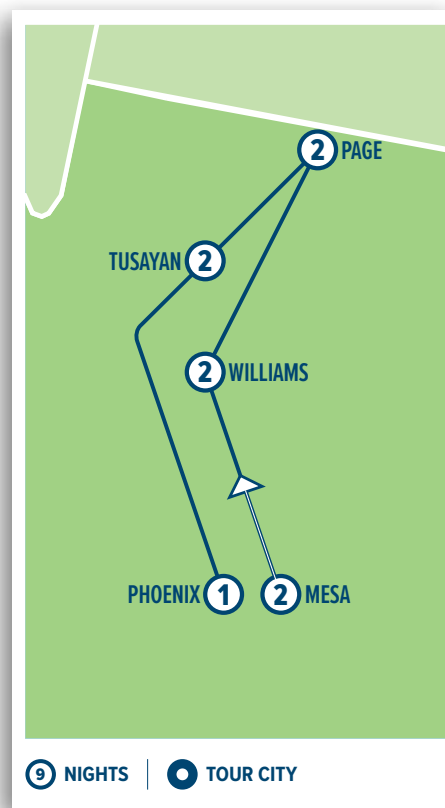 2 PAGE
TUSAYAN 2
2 WILLIAMS
PHOENIX 1 2 MESA
9 NIGHTS TOUR CITY